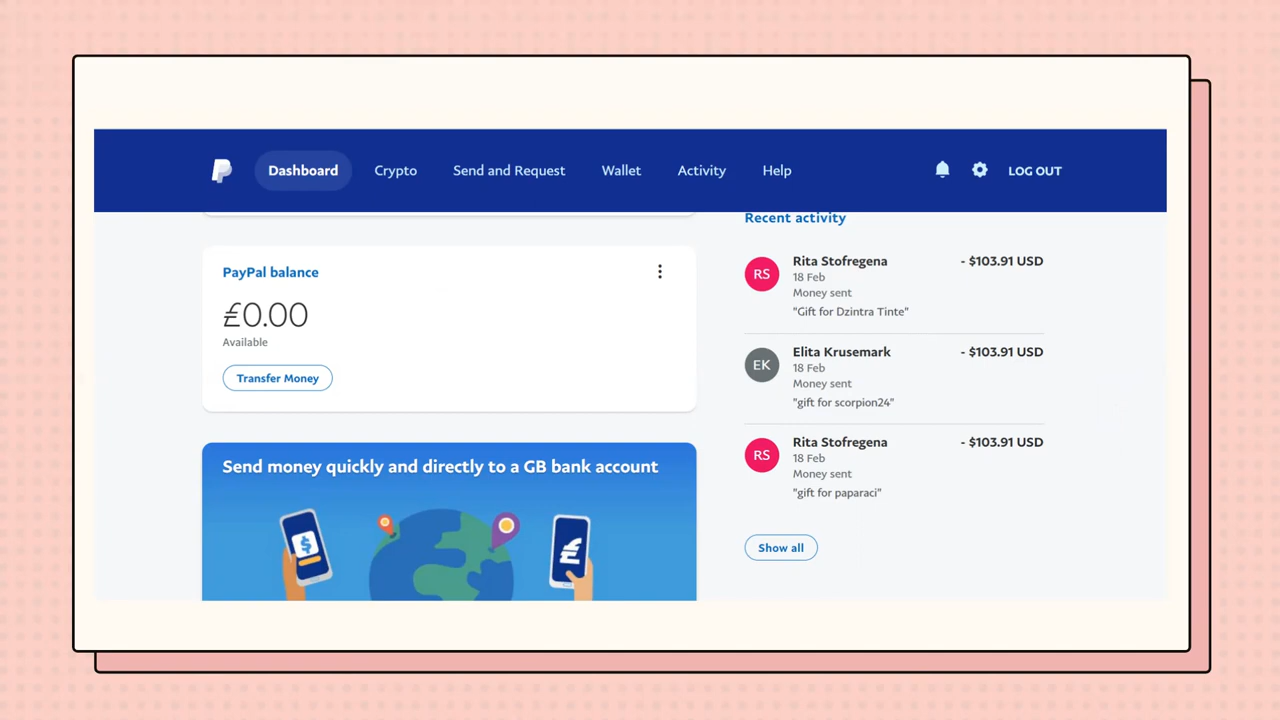 Dashboard
Crypto
Send and Request
Wallet
Activity
Help
LOG OUT
PayPal balance
£0.00
Available
Transfer Money
Send money quickly and directly to a GB bank account
$
£
Recent activity
RS
Rita Stofregena
- $103.91 USD
18 Feb
Money sent
"Gift for Dzintra Tinte"
EK
Elita Krusemark
- $103.91 USD
18 Feb
Money sent
"gift for scorpion24"
RS
Rita Stofregena
- $103.91 USD
18 Feb
Money sent
"gift for paparaci"
Show all